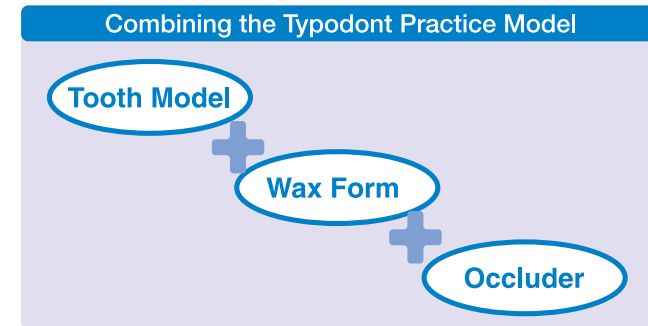 Combining the Typodont Practice Model
Tooth Model
Wax Form
Occluder